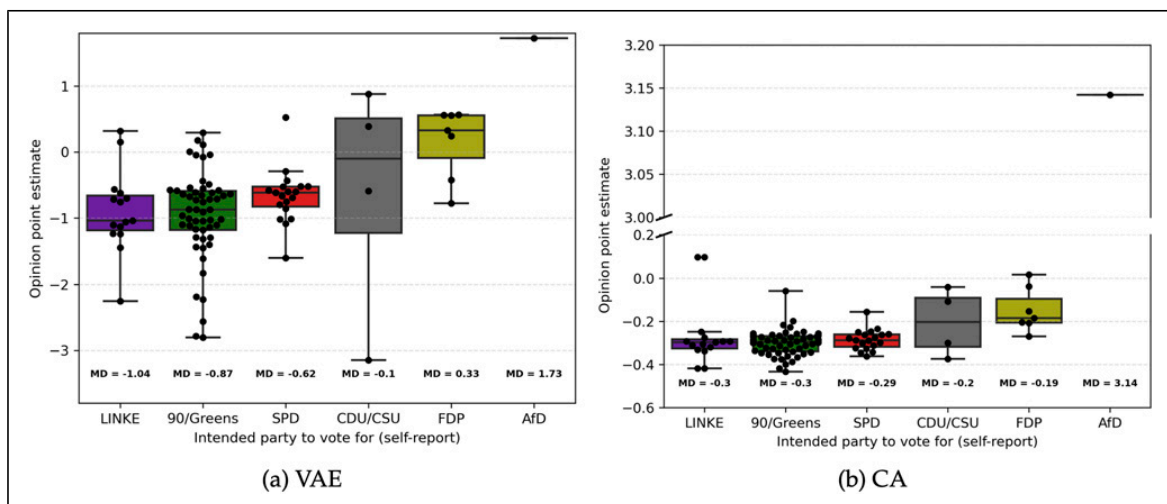 Opinion point estimate
1
0
−1
−2
−3
MD = -1.04 MD = -0.87 MD = -0.62 MD = -0.1 MD = 0.33 MD = 1.73
LINKE 90/Greens SPD CDU/CSU FDP AfD
Intended party to vote for (self-report)
(a) VAE
Opinion point estimate
3.20
3.15
3.10
3.05
3.00
0.2
0.0
−0.2
−0.4
−0.6
MD = -0.3 MD = -0.3 MD = -0.29 MD = -0.2 MD = -0.19 MD = 3.14
LINKE 90/Greens SPD CDU/CSU FDP AfD
Intended party to vote for (self-report)
(b) CA